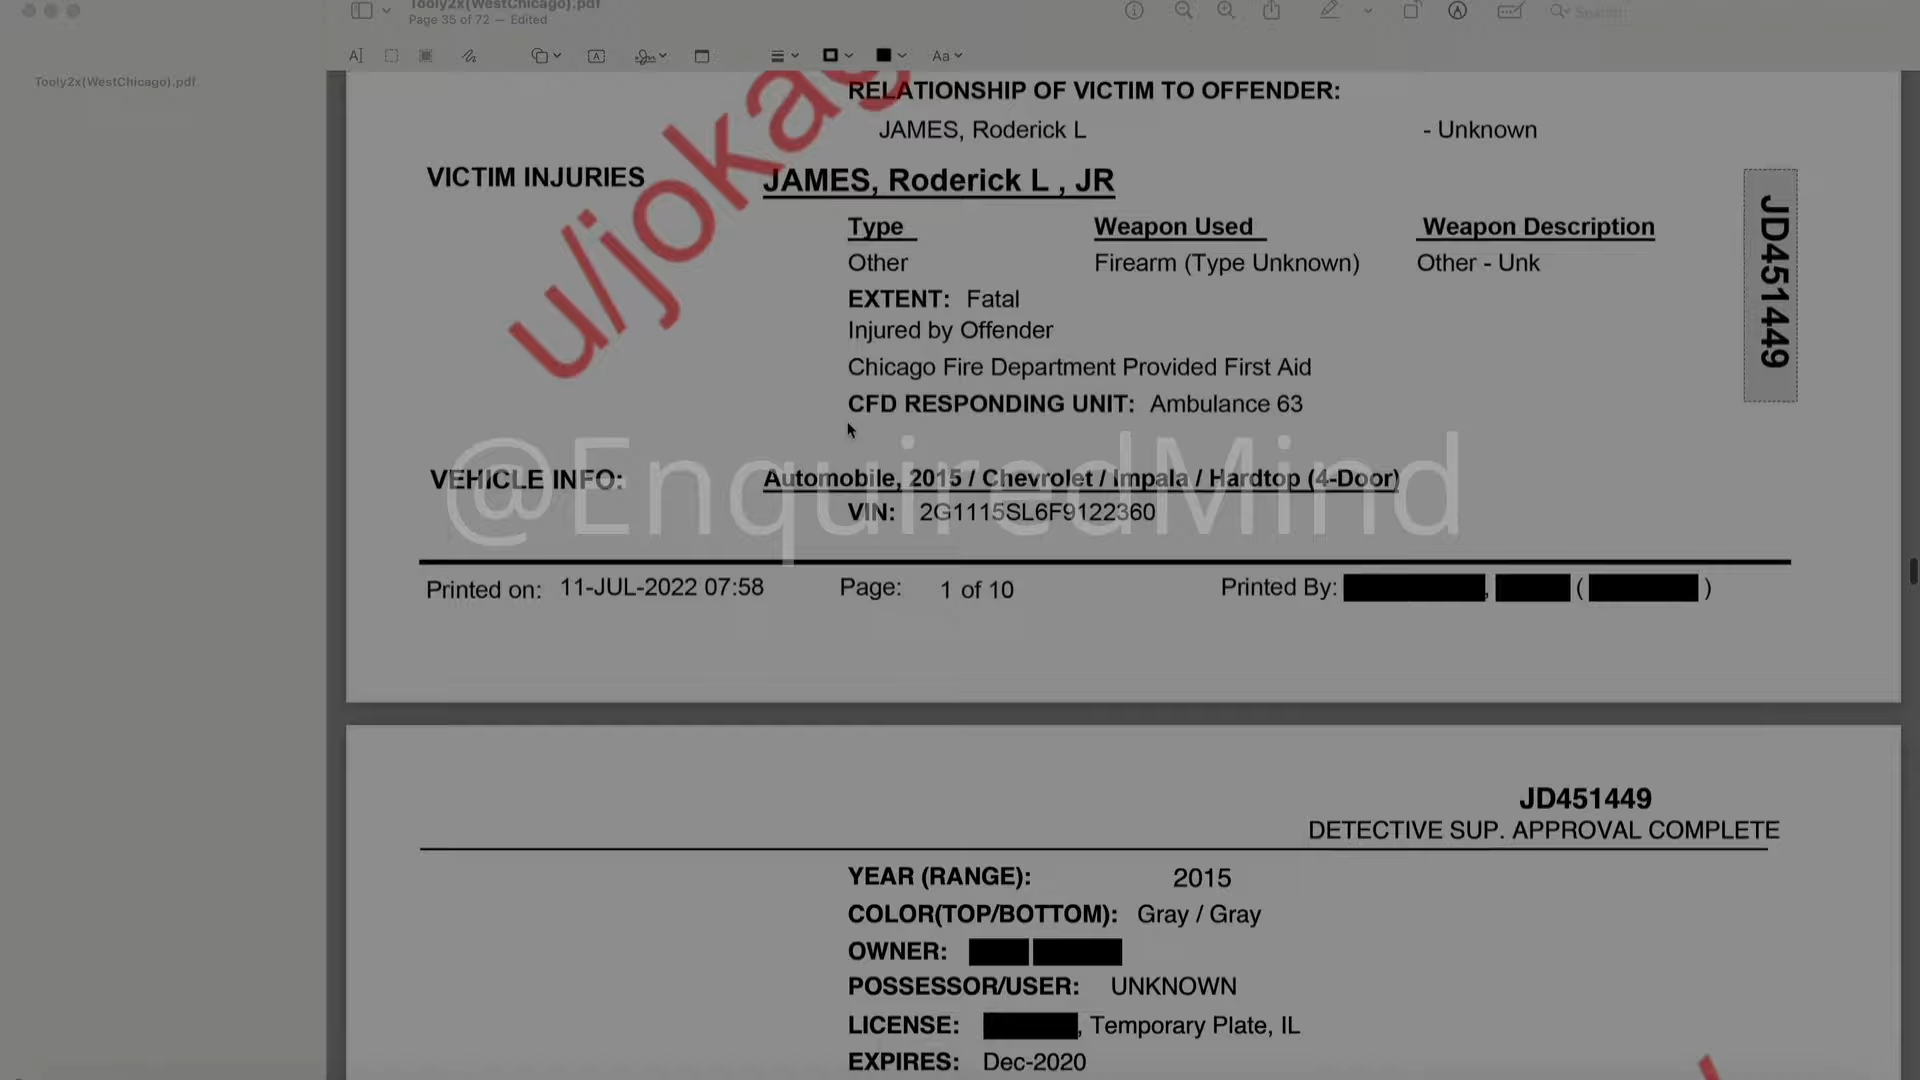 Tooly2x(WestChicago).pdf
Page 35 of 72 — Edited
Search
Aa
Tooly2x(WestChicago).pdf
RELATIONSHIP OF VICTIM TO OFFENDER:
JAMES, Roderick L - Unknown
u/joka
VICTIM INJURIES JAMES, Roderick L , JR
Type Weapon Used Weapon Description
Other Firearm (Type Unknown) Other - Unk
EXTENT: Fatal
Injured by Offender
Chicago Fire Department Provided First Aid
CFD RESPONDING UNIT: Ambulance 63
JD451449
@EnquiredMind
VEHICLE INFO: Automobile, 2015 / Chevrolet / Impala / Hardtop (4-Door)
VIN: 2G1115SL6F9122360
Printed on: 11-JUL-2022 07:58 Page: 1 of 10 Printed By: , ( )
JD451449
DETECTIVE SUP. APPROVAL COMPLETE
YEAR (RANGE): 2015
COLOR(TOP/BOTTOM): Gray / Gray
OWNER:
POSSESSOR/USER: UNKNOWN
LICENSE: , Temporary Plate, IL
EXPIRES: Dec-2020